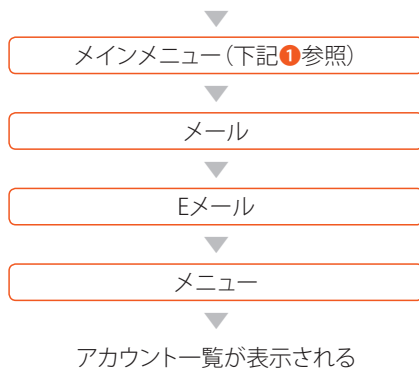 メインメニュー（下記❶参照）
メール
Eメール
メニュー
アカウント一覧が表示される